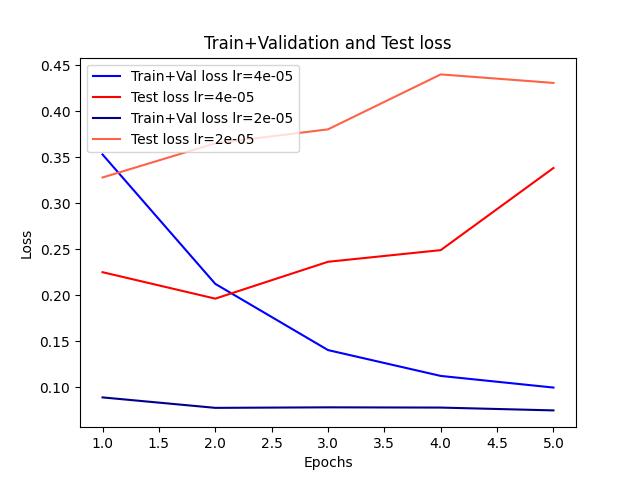 Train+Validation and Test loss
Train+Val loss lr=4e-05
Test loss lr=4e-05
Train+Val loss lr=2e-05
Test loss lr=2e-05
0.45
0.40
0.35
0.30
0.25
0.20
0.15
0.10
Loss
1.0 1.5 2.0 2.5 3.0 3.5 4.0 4.5 5.0
Epochs